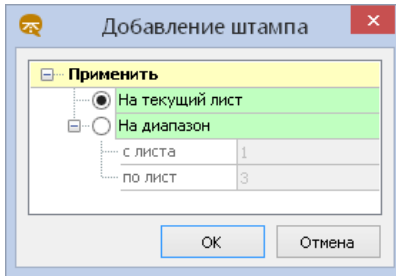 Добавление штампа
Применить
На текущий лист
На диапазон
с листа 1
по лист 3
OK Отмена